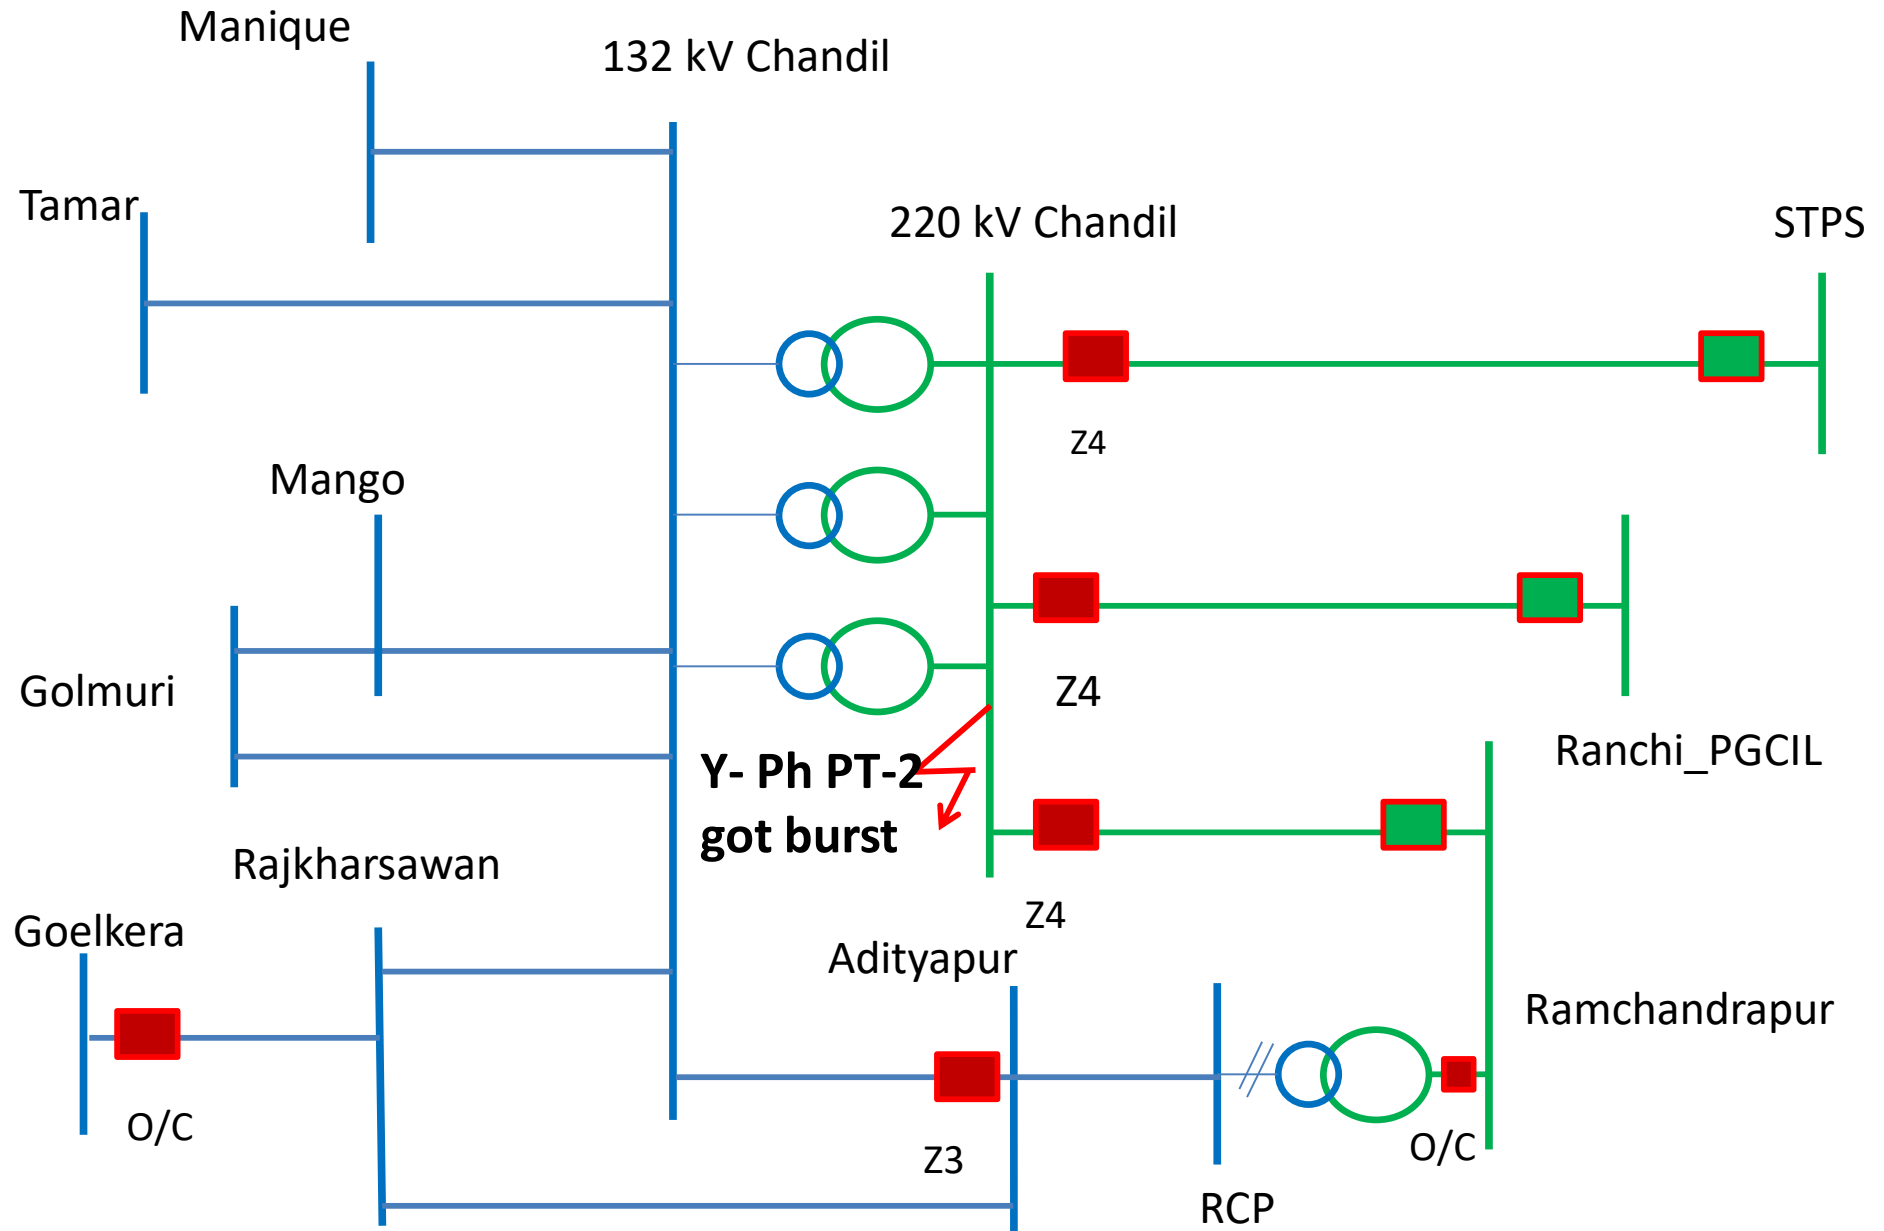 Manique
132 kV Chandil
Tamar
220 kV Chandil
STPS
Z4
Mango
Golmuri
Z4
Y- Ph PT-2
got burst
Ranchi_PGCIL
Rajkharsawan
Z4
Goelkera
Adityapur
Ramchandrapur
O/C
Z3
O/C
RCP